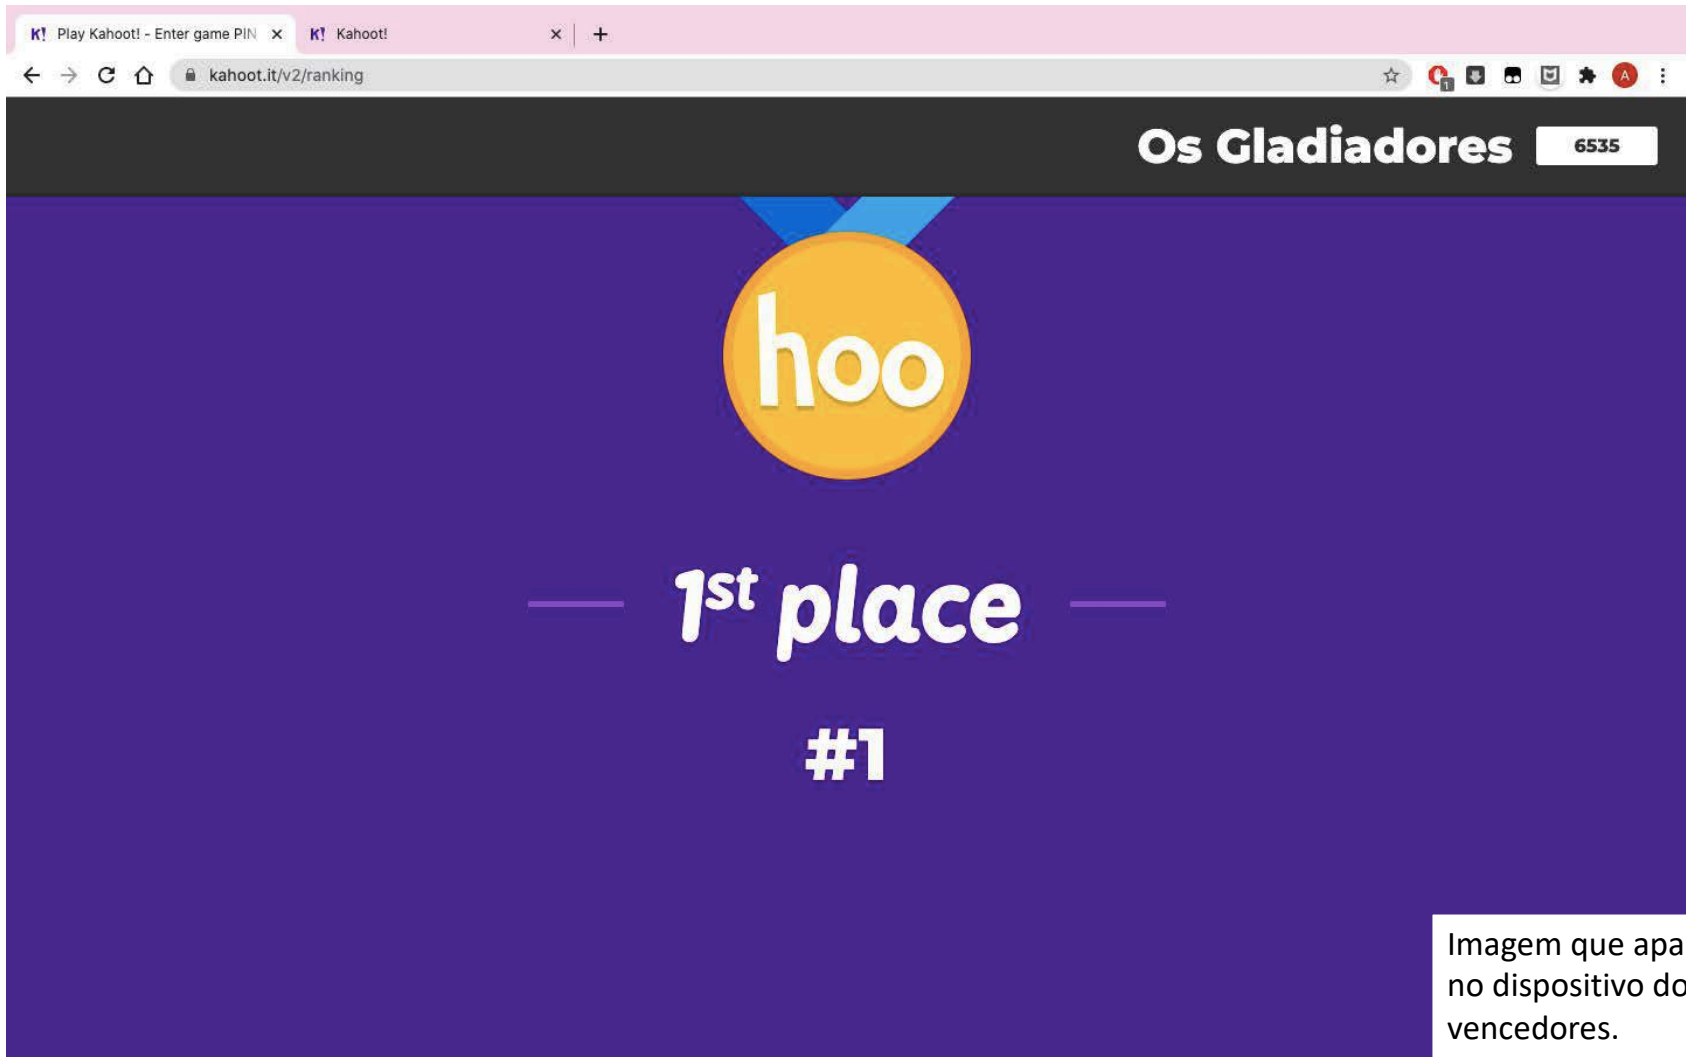 K! Play Kahoot! - Enter game PIN
K! Kahoot!
kahoot.it/v2/ranking
1
A
Os Gladiadores 6535
hoo
1st place
#1
Imagem que apa
no dispositivo do
vencedores.